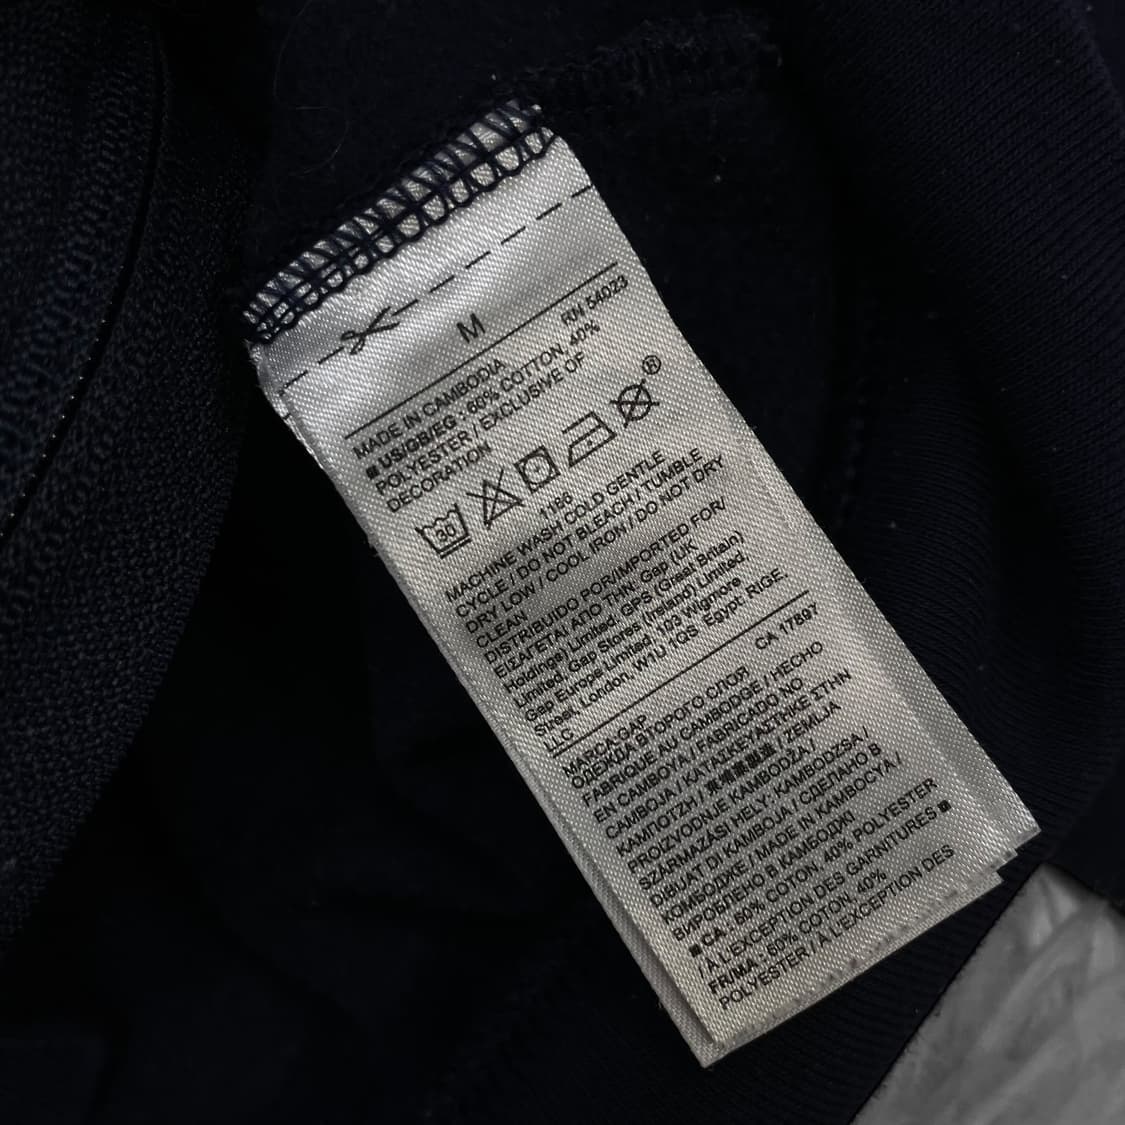 M
RN 54023
MADE IN CAMBODIA
■ US/GB/EG : 60% COTTON, 40%
POLYESTER / EXCLUSIVE OF
DECORATION
30
®
1186
MACHINE WASH COLD GENTLE
CYCLE / DO NOT BLEACH / TUMBLE
DRY LOW / COOL IRON / DO NOT DRY
CLEAN
DISTRIBUIDO POR/IMPORTED FOR/
ΕΙΣΑΓΕΤΑΙ ΑΠΟ ΤΗΝ: Gap (UK
Holdings) Limited, GPS (Great Britain)
Limited, Gap Stores (Ireland) Limited,
Gap Europe Limited, 103 Wigmore
Street, London, W1U 1QS Egypt: RIGE,
LLC
CA 17897
MARCA-GAP
ОДЕЖДА ВТОРОГО СЛОЯ
FABRIQUE AU CAMBODGE / HECHO
EN CAMBOYA / FABRICADO NO
CAMBOJA / ΚΑΤΑΣΚΕΥΑΣΤΗΚΕ ΣΤΗΝ
ΚΑΜΠΟΤΖΗ / 柬埔寨制造 / ZEMLJA
PROIZVODNJE KAMBODŽA /
SZÁRMAZÁSI HELY: KAMBODZSA /
DIBUAT DI KAMBOJA / СДЕЛАНО В
КОМБОДЖЕ / MADE IN KAMBOCYA /
ВИРОБЛЕНО В КАМБОДЖІ
■ CA : 60% COTON, 40% POLYESTER
/ À L'EXCEPTION DES GARNITURES ■
FR/MA : 60% COTON, 40%
POLYESTER / À L'EXCEPTION DES